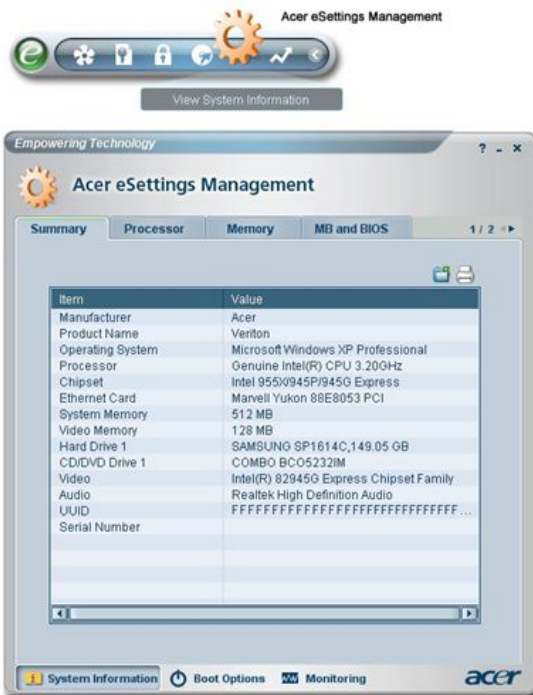 Acer eSettings Management
e
View System Information
Empowering Technology
? - x
Acer eSettings Management
Summary Processor Memory MB and BIOS 1 / 2
Item Value
Manufacturer Acer
Product Name Veriton
Operating System Microsoft Windows XP Professional
Processor Genuine Intel(R) CPU 3.20GHz
Chipset Intel 955X/945P/945G Express
Ethernet Card Marvell Yukon 88E8053 PCI
System Memory 512 MB
Video Memory 128 MB
Hard Drive 1 SAMSUNG SP1614C,149.05 GB
CD/DVD Drive 1 COMBO BCO5232IM
Video Intel(R) 82945G Express Chipset Family
Audio Realtek High Definition Audio
UUID FFFFFFFFFFFFFFFFFFFFFFFFFFFFFF...
Serial Number
System Information Boot Options Monitoring acer